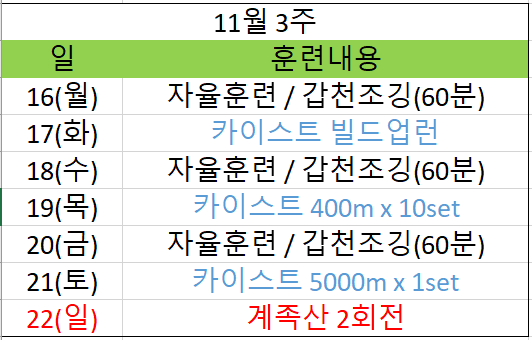 11월 3주
일 훈련내용
16(월) 자율훈련 / 갑천조깅(60분)
17(화) 카이스트 빌드업런
18(수) 자율훈련 / 갑천조깅(60분)
19(목) 카이스트 400m x 10set
20(금) 자율훈련 / 갑천조깅(60분)
21(토) 카이스트 5000m x 1set
22(일) 계족산 2회전